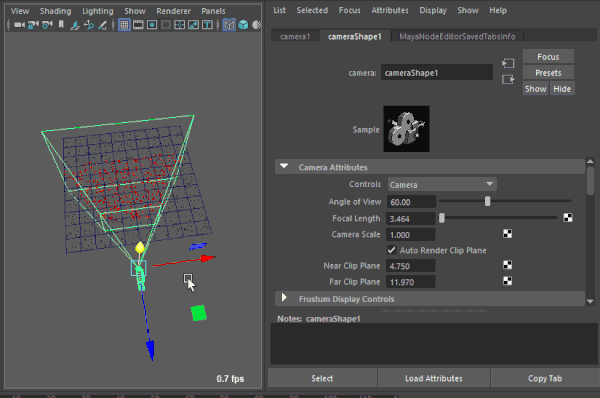 View Shading Lighting Show Renderer Panels
List Selected Focus Attributes Display Show Help
camera1 cameraShape1 MayaNodeEditorSavedTabsInfo
camera: cameraShape1
Focus
Presets
Show Hide
Sample
Camera Attributes
Controls Camera
Angle of View 60.00
Focal Length 3.464
Camera Scale 1.000
Auto Render Clip Plane
Near Clip Plane 4.750
Far Clip Plane 11.970
Frustum Display Controls
Notes: cameraShape1
0.7 fps
Select Load Attributes Copy Tab